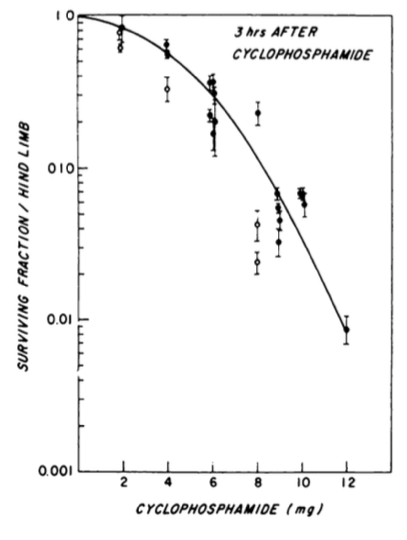 3 hrs AFTER
CYCLOPHOSPHAMIDE
1.0
0.10
0.01
0.001
SURVIVING FRACTION / HIND LIMB
2 4 6 8 10 12
CYCLOPHOSPHAMIDE (mg)